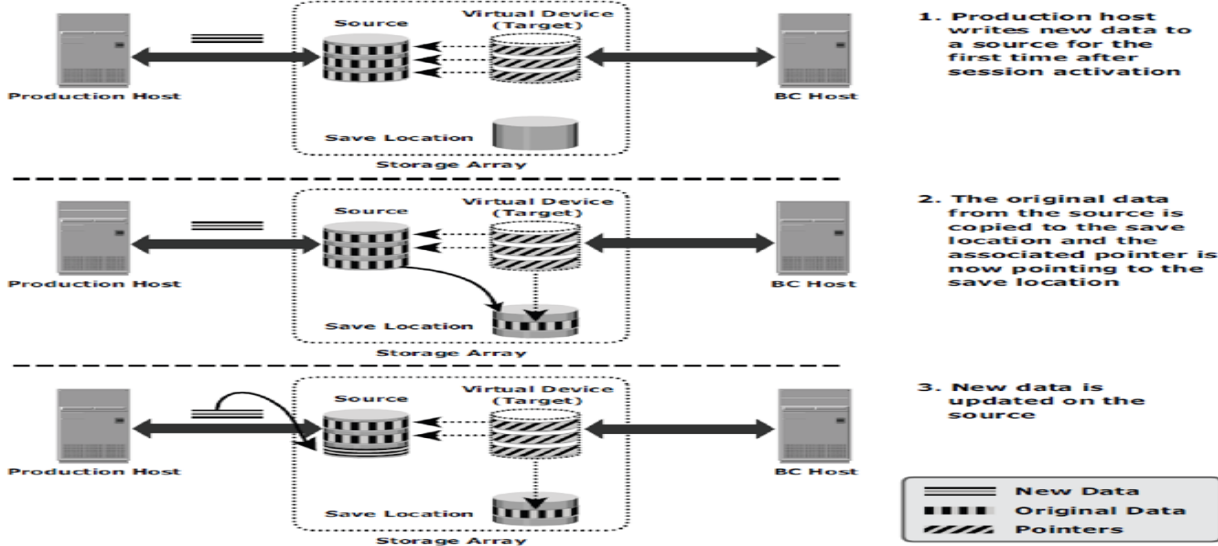 Source
Virtual Device
(Target)
Production Host
BC Host
Save Location
Storage Array
1. Production host
writes new data to
a source for the
first time after
session activation
Source
Virtual Device
(Target)
Production Host
BC Host
Save Location
Storage Array
2. The original data
from the source is
copied to the save
location and the
associated pointer is
now pointing to the
save location
Source
Virtual Device
(Target)
Production Host
BC Host
Save Location
Storage Array
3. New data is
updated on the
source
New Data
Original Data
Pointers